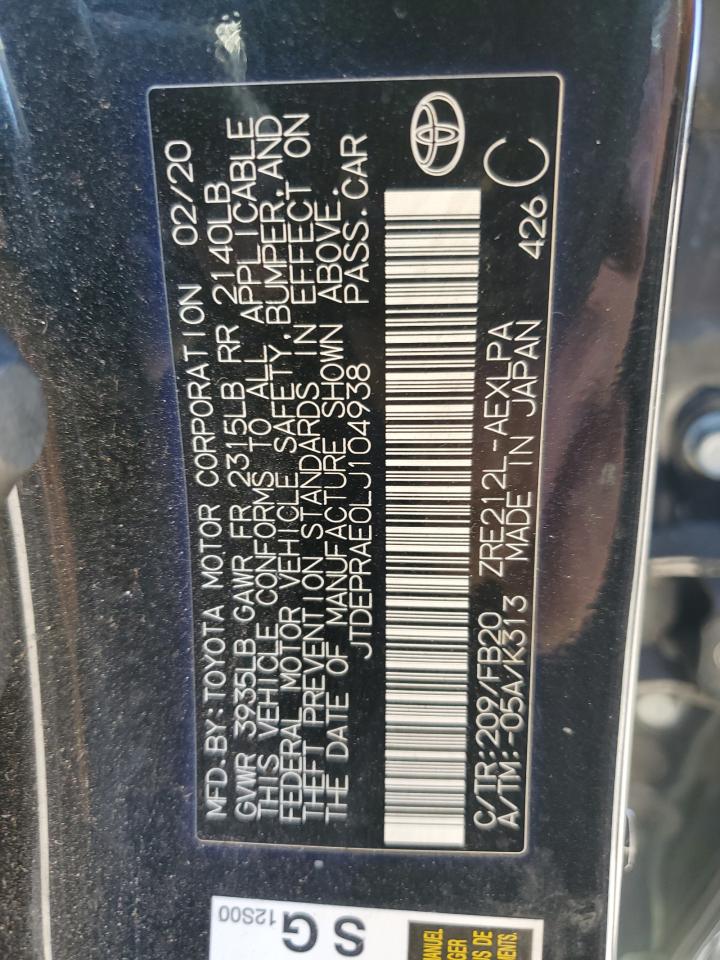 MFD.BY:TOYOTA MOTOR CORPORATION 02/20
GVWR 3935LB GAWR FR 2315LB RR 2140LB
THIS VEHICLE CONFORMS TO ALL APPLICABLE
FEDERAL MOTOR VEHICLE SAFETY,BUMPER,AND
THEFT PREVENTION STANDARDS IN EFFECT ON
THE DATE OF MANUFACTURE SHOWN ABOVE.
JTDEPRAE0LJ104938 PASS.CAR
C/TR:209/FB20 ZRE212L-AEXLPA
A/TM:-05A/K313 MADE IN JAPAN 426 C
SG
12S00